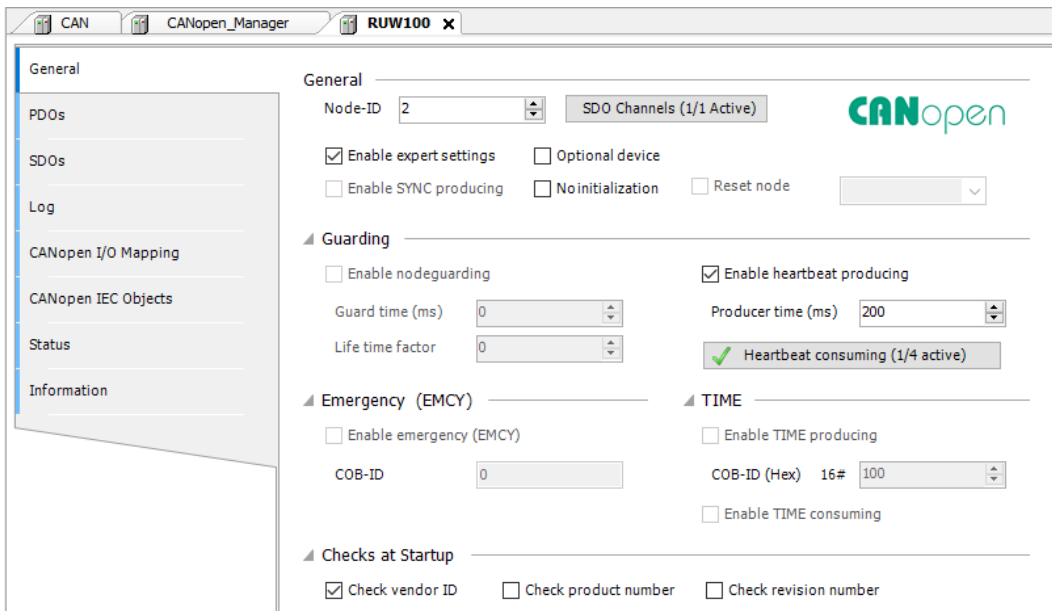 CAN CANopen_Manager RUW100
General
PDOs
SDOs
Log
CANopen I/O Mapping
CANopen IEC Objects
Status
Information
General
Node-ID 2 SDO Channels (1/1 Active)
CANopen
Enable expert settings Optional device
Enable SYNC producing No initialization Reset node
Guarding
Enable nodeguarding Enable heartbeat producing
Guard time (ms) 0 Producer time (ms) 200
Life time factor 0 Heartbeat consuming (1/4 active)
Emergency (EMCY) TIME
Enable emergency (EMCY) Enable TIME producing
COB-ID 0 COB-ID (Hex) 16# 100
Enable TIME consuming
Checks at Startup
Check vendor ID Check product number Check revision number